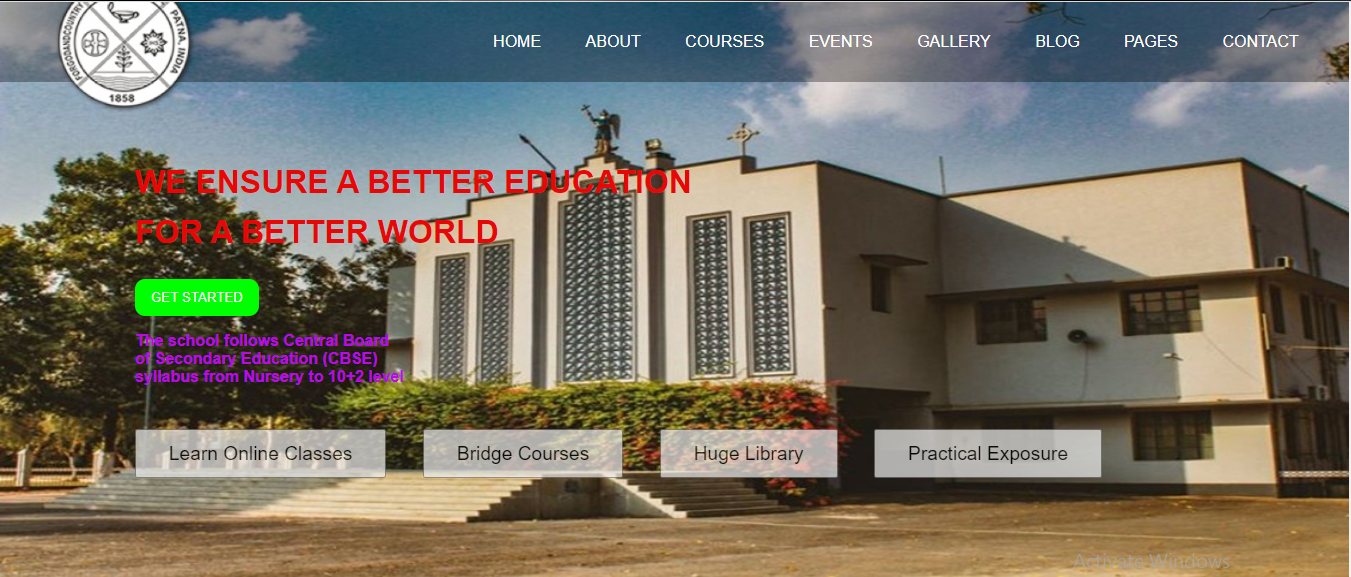 FORGODANDCOUNTRY
PATNA, INDIA
1858
HOME ABOUT COURSES EVENTS GALLERY BLOG PAGES CONTACT
WE ENSURE A BETTER EDUCATION
FOR A BETTER WORLD
GET STARTED
The school follows Central Board
of Secondary Education (CBSE)
syllabus from Nursery to 10+2 level
Learn Online Classes Bridge Courses Huge Library Practical Exposure
Activate Windows